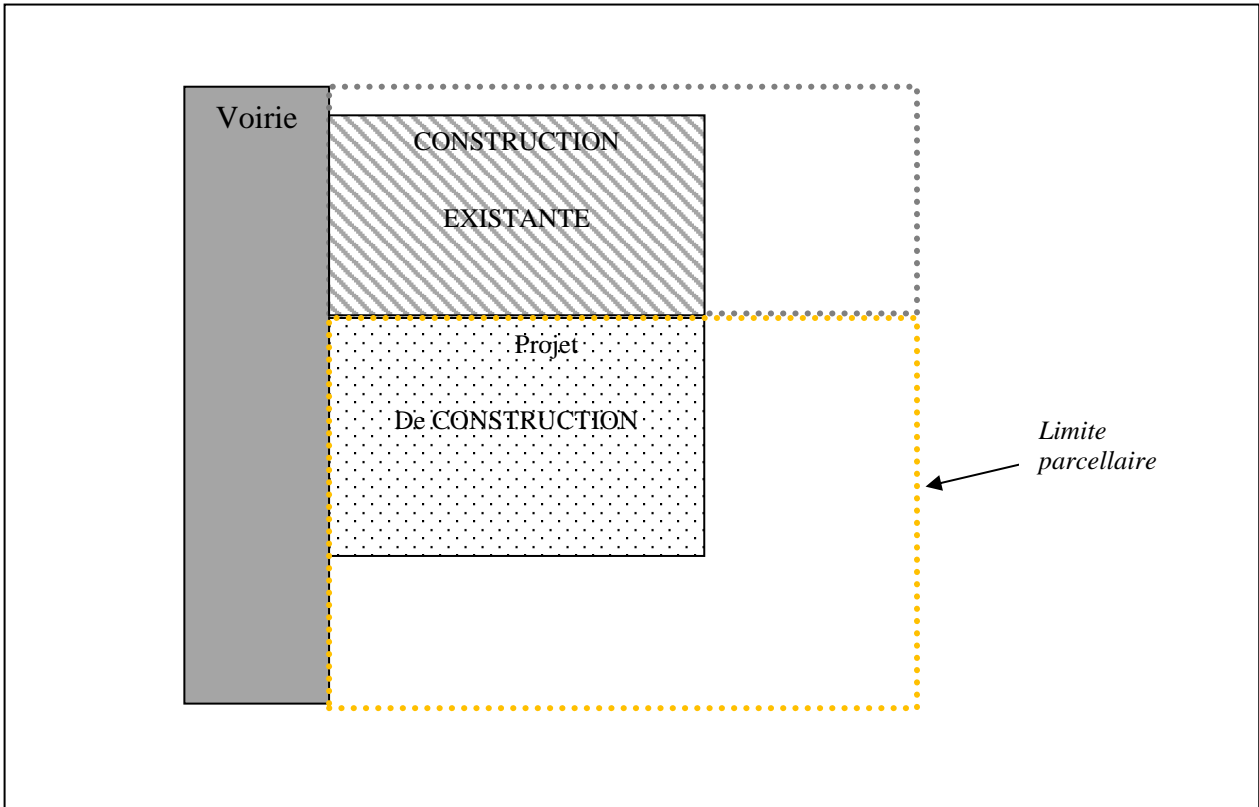 Voirie
CONSTRUCTION
EXISTANTE
Projet
De CONSTRUCTION
Limite
parcellaire